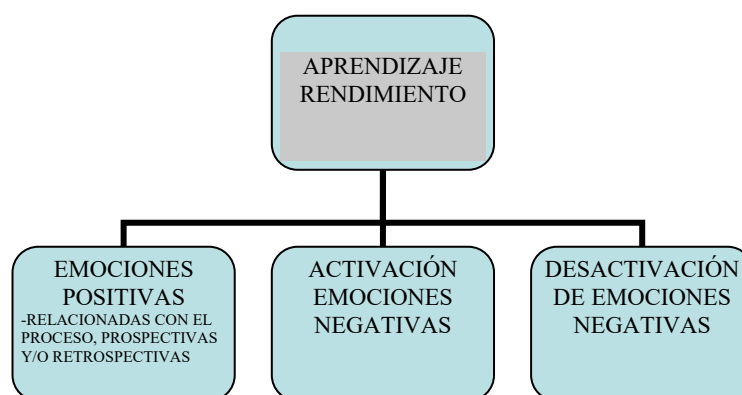 APRENDIZAJE
RENDIMIENTO
EMOCIONES
POSITIVAS
-RELACIONADAS CON EL
PROCESO, PROSPECTIVAS
Y/O RETROSPECTIVAS
ACTIVACIÓN
EMOCIONES
NEGATIVAS
DESACTIVACIÓN
DE EMOCIONES
NEGATIVAS